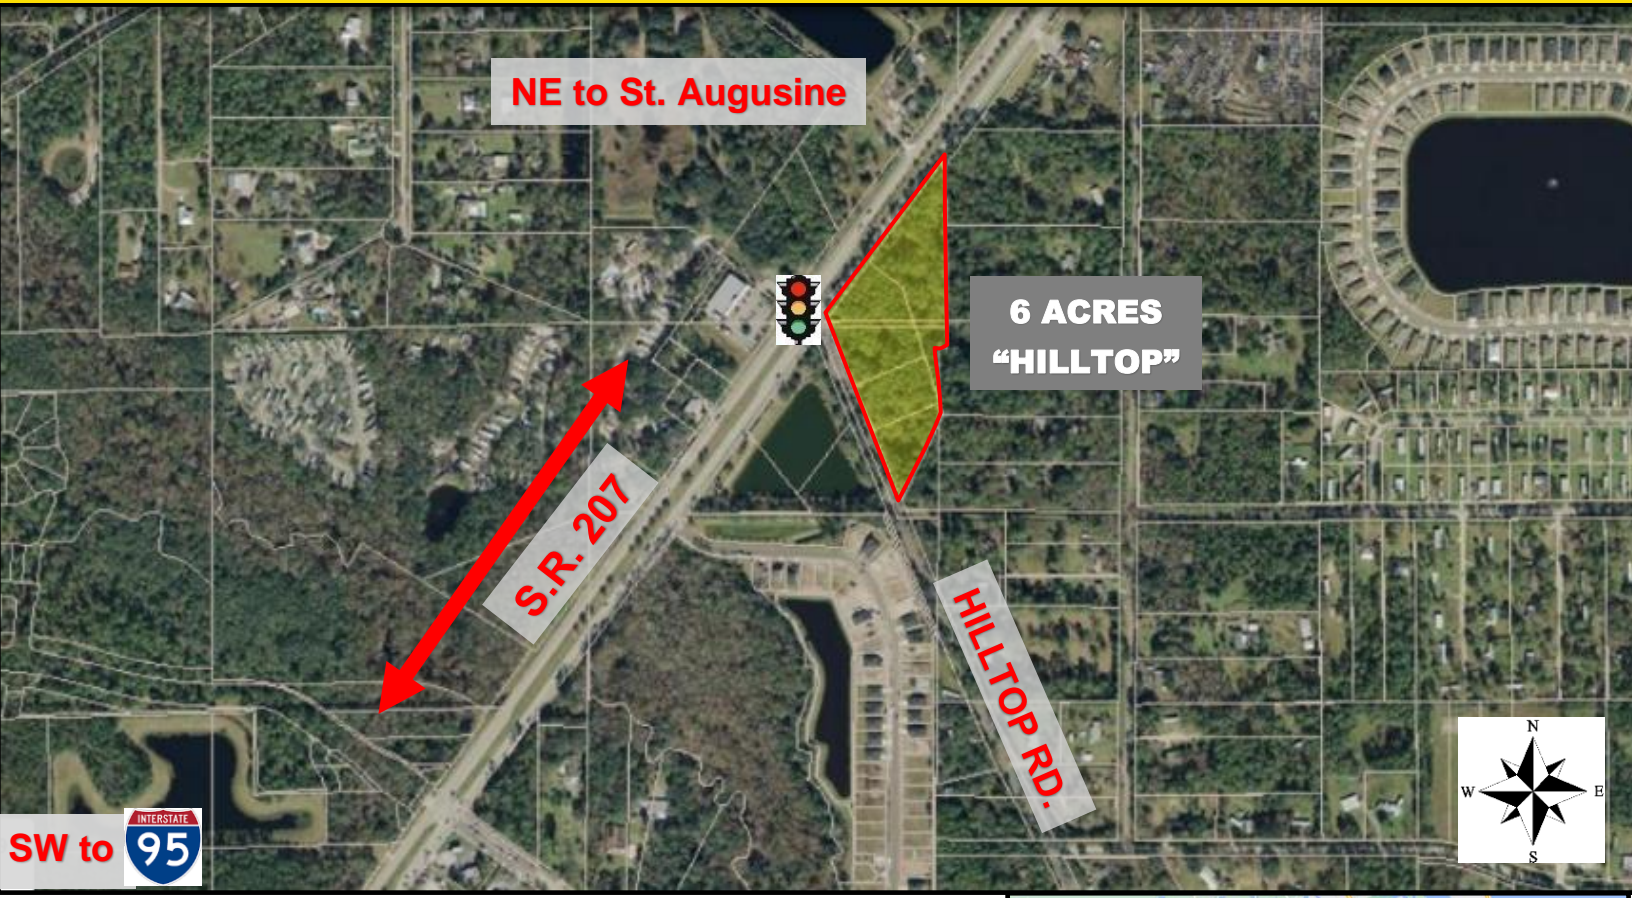 NE to St. Augusine
6 ACRES
“HILLTOP”
S.R. 207
HILLTOP RD.
N
W
E
S
SW to
INTERSTATE
95